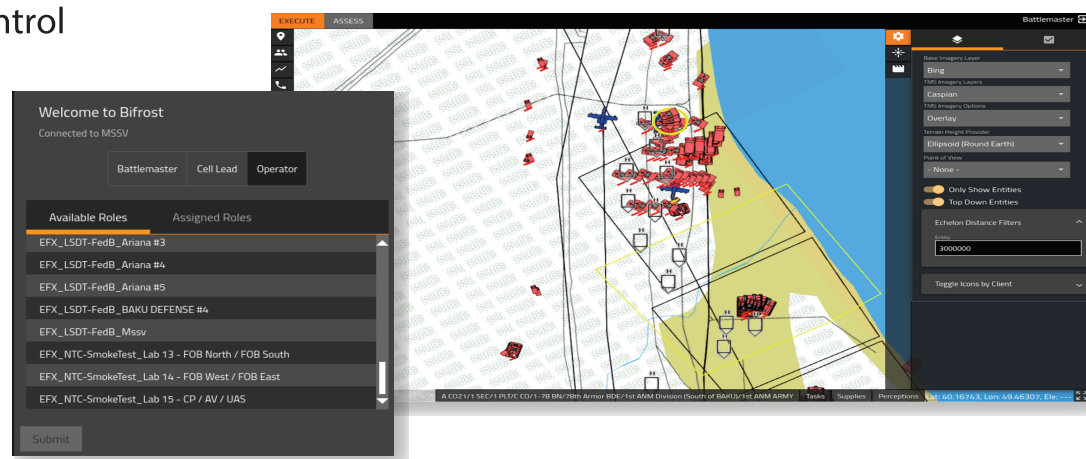 ntrol
EXECUTE ASSESS
Battlemaster
Welcome to Bifrost
Connected to MSSV
Battlemaster Cell Lead Operator
Available Roles Assigned Roles
EFX_LSDT-FedB_Ariana #3
EFX_LSDT-FedB_Ariana #4
EFX_LSDT-FedB_Ariana #5
EFX_LSDT-FedB_BAKU DEFENSE #4
EFX_LSDT-FedB_Mssv
EFX_NTC-SmokeTest_Lab 13 - FOB North / FOB South
EFX_NTC-SmokeTest_Lab 14 - FOB West / FOB East
EFX_NTC-SmokeTest_Lab 15 - CP / AV / UAS
Submit
H
H
H
H
H
H
H
H
H
H
Base Imagery Layer
Bing
TMS Imagery Layers
Caspian
TMS Imagery Options
Overlay
Terrain Height Provider
Ellipsoid (Round Earth)
Point of View
- None -
Only Show Entities
Top Down Entities
Echelon Distance Filters
Entity
3000000
Toggle Icons by Client
A CO21/1 SEC/1 PLT/C CO/1-78 BN/78th Armor BDE/1st ANM Division (South of BAKU)/1st ANM ARMY Tasks Supplies Perceptions Lat: 40.16743, Lon: 49.46307, Ele: ---